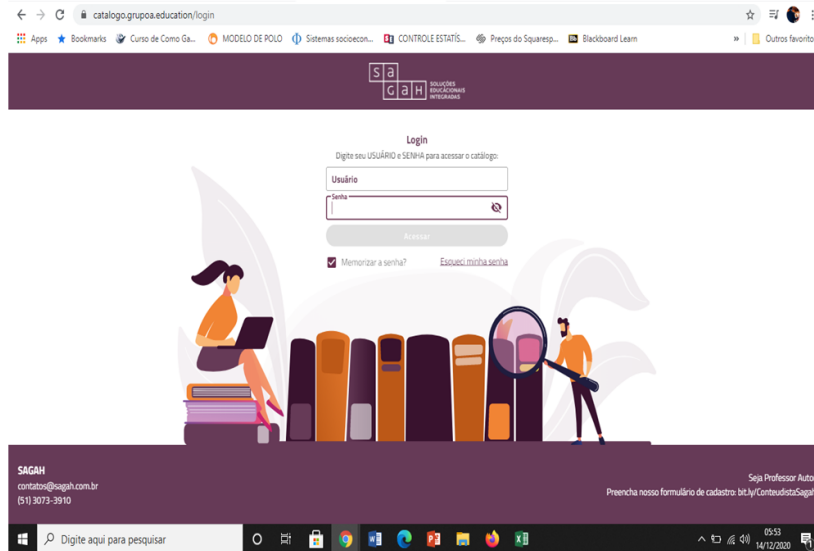 catalogo.grupoa.education/login
Apps Bookmarks Curso de Como Ga... MODELO DE POLO Sistemas socioecon... CONTROLE ESTATÍS... Preços do Squaresp... Blackboard Learn » Outros favorito
SaGaH
SOLUÇÕES
EDUCACIONAIS
INTEGRADAS
Login
Digite seu USUÁRIO e SENHA para acessar o catálogo:
Usuário
Senha
Acessar
Memorizar a senha? Esqueci minha senha
SAGAH
contatos@sagah.com.br
(51) 3073-3910
Seja Professor Auto
Preencha nosso formulário de cadastro: bit.ly/ConteudistaSagah
Digite aqui para pesquisar
05:53
14/12/2020